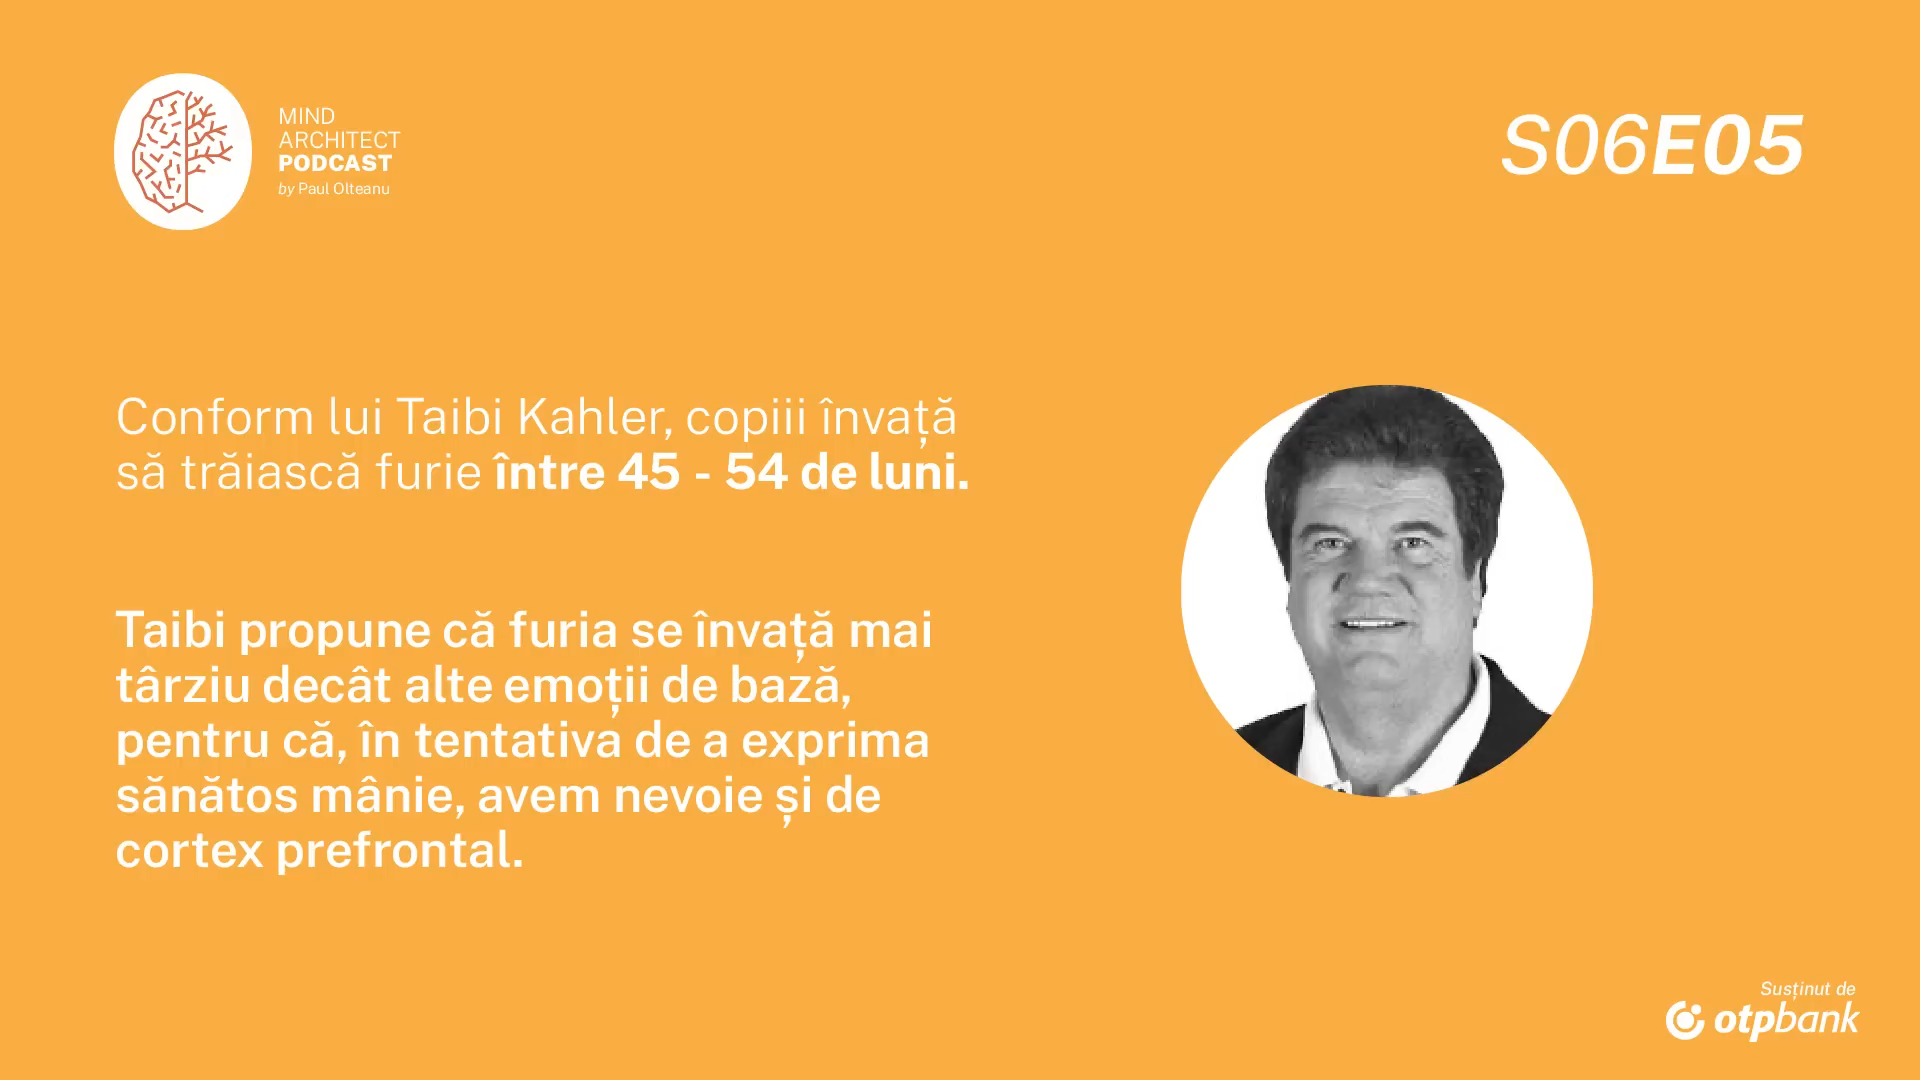 MIND
ARCHITECT
PODCAST
by Paul Olteanu
S06E05
Conform lui Taibi Kahler, copiii învață
să trăiască furie între 45 - 54 de luni.
Taibi propune că furia se învață mai
târziu decât alte emoții de bază,
pentru că, în tentativa de a exprima
sănătos mânie, avem nevoie și de
cortex prefrontal.
Susținut de
otpbank